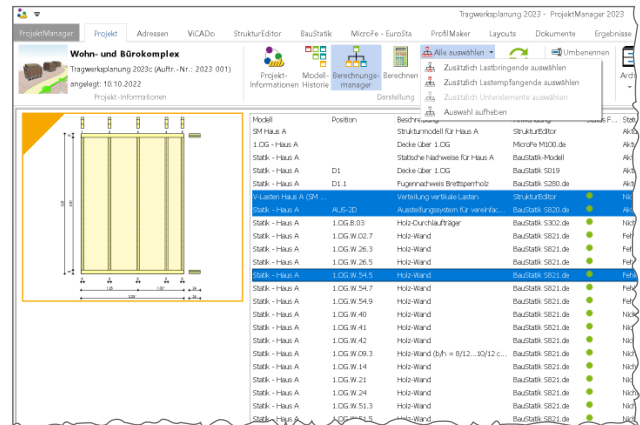 Tragwerksplanung 2023 - ProjektManager 2023
ProjektManager Projekt Adressen ViCADo StrukturEditor BauStatik MicroFe - EuroSta ProfilMaker Layouts Dokumente Ergebnisse
Wohn- und Bürokomplex
Tragwerksplanung 2023c (Auftr.-Nr.: 2023 001)
angelegt: 10.10.2022
Projekt-Informationen
Projekt-Informationen
Modell-Historie
Berechnungs-manager
Berechnen
Darstellung
Alle auswählen
Umbenennen
Zusätzlich Lastbringende auswählen
Zusätzlich Lastempfangende auswählen
Zusätzlich Unterelemente auswählen
Auswahl aufheben
Modell Position
SM Haus A Strukturmodell für Haus A StrukturEditor
1.OG - Haus A Decke über 1.OG MicroFe M100.de
Statik - Haus A Statische Nachweise für Haus A BauStatik-Modell
Statik - Haus A D1 Decke über 1.OG BauStatik S019
Statik - Haus A D1.1 Fugennachweis Brettsperrholz BauStatik S280.de
V-Lasten Haus A (SM ... Verteilung vertikale Lasten StrukturEditor
Statik - Haus A AUS-2D Aussteifungssystem für vereinfac... BauStatik S820.de
Statik - Haus A 1.OG.B.03 Holz-Durchlaufträger BauStatik S302.de
Statik - Haus A 1.OG.W.02.7 Holz-Wand BauStatik S821.de
Statik - Haus A 1.OG.W.26.3 Holz-Wand BauStatik S821.de
Statik - Haus A 1.OG.W.26.5 Holz-Wand BauStatik S821.de
Statik - Haus A 1.OG.W.54.5 Holz-Wand BauStatik S821.de
Statik - Haus A 1.OG.W.54.7 Holz-Wand BauStatik S821.de
Statik - Haus A 1.OG.W.54.9 Holz-Wand BauStatik S821.de
Statik - Haus A 1.OG.W.40 Holz-Wand BauStatik S821.de
Statik - Haus A 1.OG.W.41 Holz-Wand BauStatik S821.de
Statik - Haus A 1.OG.W.42 Holz-Wand BauStatik S821.de
Statik - Haus A 1.OG.W.09.3 Holz-Wand (b/h = 8/12...10/12 c... BauStatik S821.de
Statik - Haus A 1.OG.W.14 Holz-Wand BauStatik S821.de
Statik - Haus A 1.OG.W.21 Holz-Wand BauStatik S821.de
Statik - Haus A 1.OG.W.24 Holz-Wand BauStatik S821.de
Statik - Haus A 1.OG.W.51.3 Holz-Wand BauStatik S821.de
Statik - Haus A 1.OG.W.51.5 Holz-Wand BauStatik S821.de